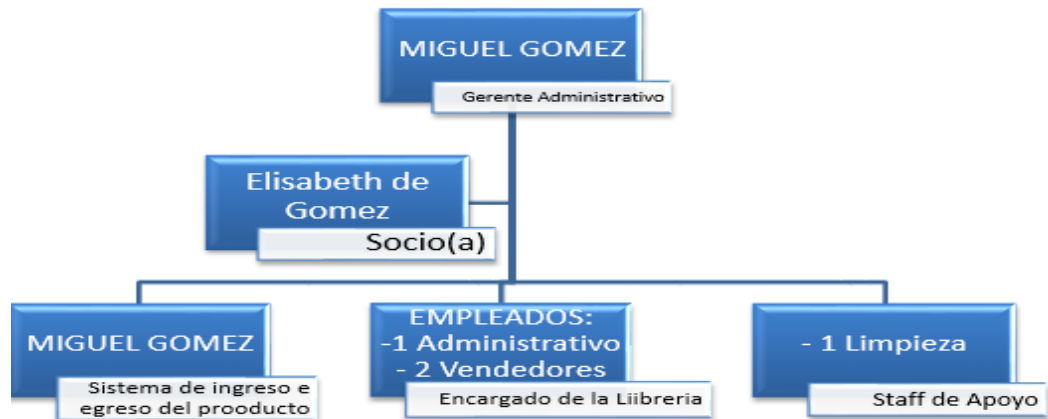 MIGUEL GOMEZ
Gerente Administrativo
Elisabeth de
Gomez
Socio(a)
MIGUEL GOMEZ
Sistema de ingreso e
egreso del prooducto
EMPLEADOS:
-1 Administrativo
- 2 Vendedores
Encargado de la Liibreria
- 1 Limpieza
Staff de Apoyo